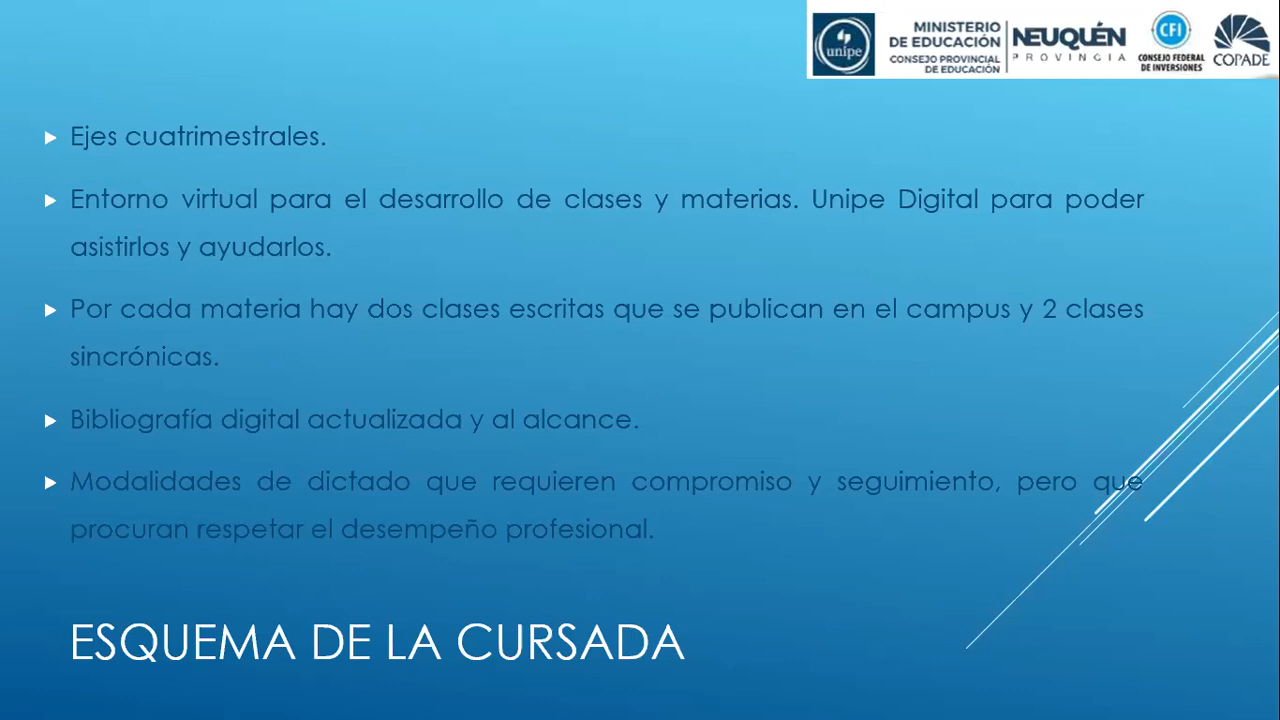 unipe
MINISTERIO
DE EDUCACIÓN
CONSEJO PROVINCIAL
DE EDUCACIÓN
NEUQUÉN
PROVINCIA
CFI
CONSEJO FEDERAL
DE INVERSIONES
COPADE
Ejes cuatrimestrales.
Entorno virtual para el desarrollo de clases y materias. Unipe Digital para poder
asistirlos y ayudarlos.
Por cada materia hay dos clases escritas que se publican en el campus y 2 clases
sincrónicas.
Bibliografía digital actualizada y al alcance.
Modalidades de dictado que requieren compromiso y seguimiento, pero que
procuran respetar el desempeño profesional.
ESQUEMA DE LA CURSADA